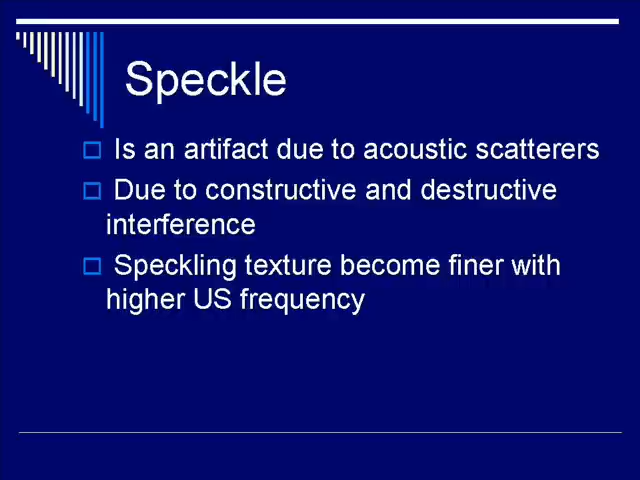 Speckle
Is an artifact due to acoustic scatterers
Due to constructive and destructive
interference
Speckling texture become finer with
higher US frequency